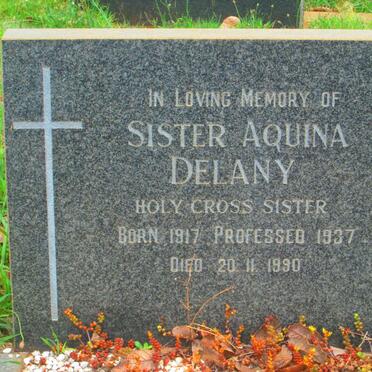 IN LOVING MEMORY OF
SISTER AQUINA
DELANY
HOLY CROSS SISTER
BORN 1917 PROFESSED 1937
DIED 20 11 1990